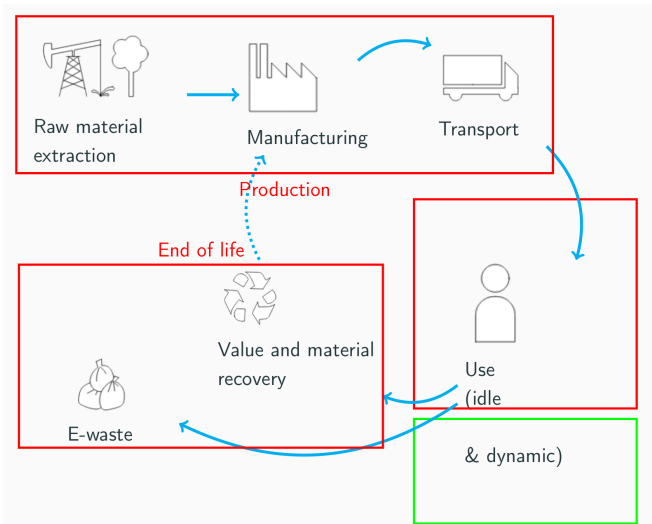 Raw material
extraction
Manufacturing
Transport
Production
End of life
Value and material
recovery
E-waste
Use
(idle
& dynamic)